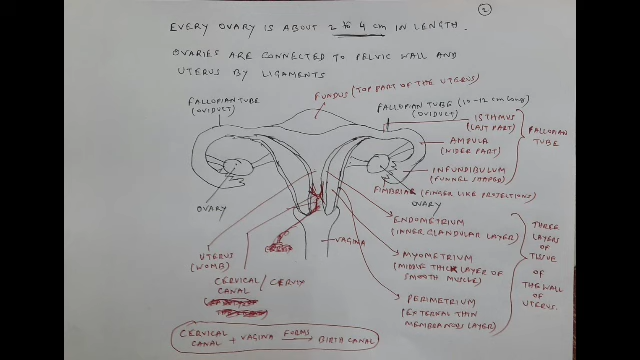 2
EVERY OVARY IS ABOUT 2 to 4 cm IN LENGTH.
OVARIES ARE CONNECTED TO PELVIC WALL AND
UTERUS BY LIGAMENTS
FUNDUS (TOP PART OF THE UTERUS)
FALLOPIAN TUBE
(OVIDUCT)
FALLOPIAN TUBE (10-12 cm long)
(OVIDUCT)
ISTHMUS
(LAST PART)
AMPULA
(WIDER PART)
INFUNDIBULUM
(FUNNEL SHAPED)
FALLOPIAN
TUBE
FIMBRIAE (FINGER LIKE PROJECTIONS)
OVARY
OVARY
ENDOMETRIUM
(INNER GLANDULAR LAYER)
MYOMETRIUM
(MIDDLE THICK LAYER OF
SMOOTH MUSCLE)
PERIMETRIUM
(EXTERNAL THIN
MEMBRANOUS LAYER)
THREE
LAYERS OF
TISSUE
OF
THE WALL
OF
UTERUS.
VAGINA
UTERUS
(WOMB)
CERVICAL / CERVIX
CANAL
CERVICAL
CANAL + VAGINA FORMS BIRTH CANAL